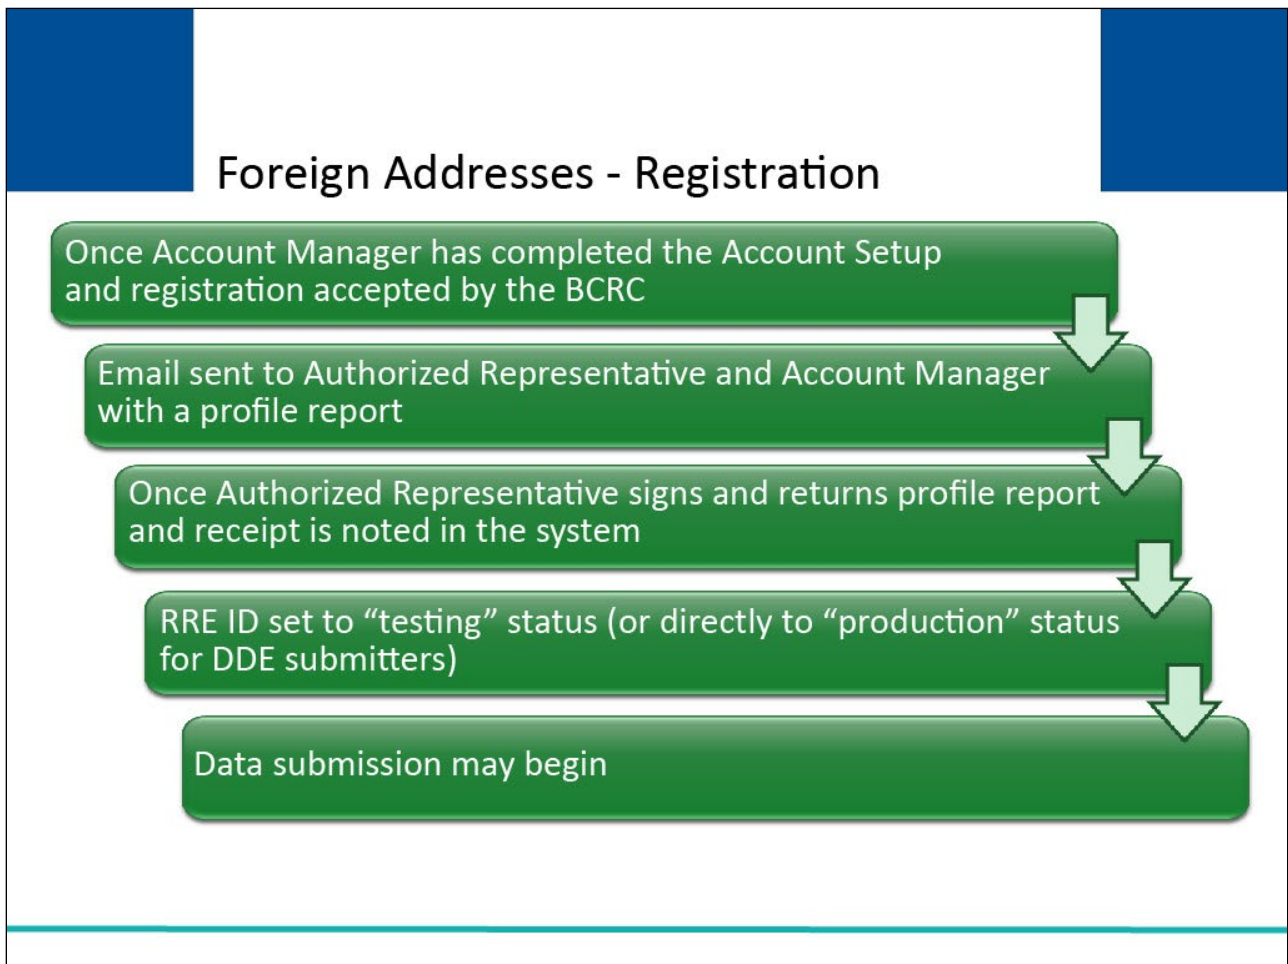 Foreign Addresses - Registration
Once Account Manager has completed the Account Setup
and registration accepted by the BCRC
Email sent to Authorized Representative and Account Manager
with a profile report
Once Authorized Representative signs and returns profile report
and receipt is noted in the system
RRE ID set to “testing” status (or directly to “production” status
for DDE submitters)
Data submission may begin